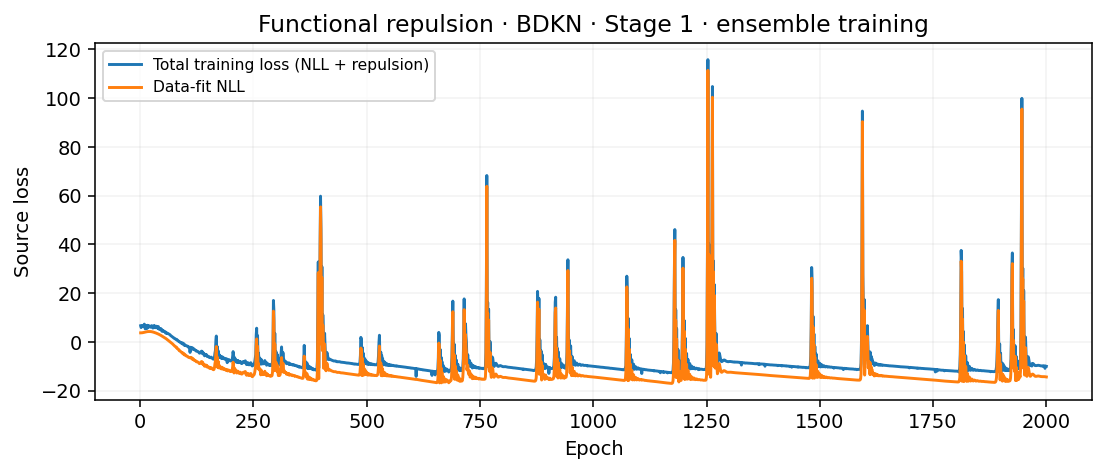 Functional repulsion · BDKN · Stage 1 · ensemble training
Total training loss (NLL + repulsion)
Data-fit NLL
Source loss
120
100
80
60
40
20
0
−20
0 250 500 750 1000 1250 1500 1750 2000
Epoch